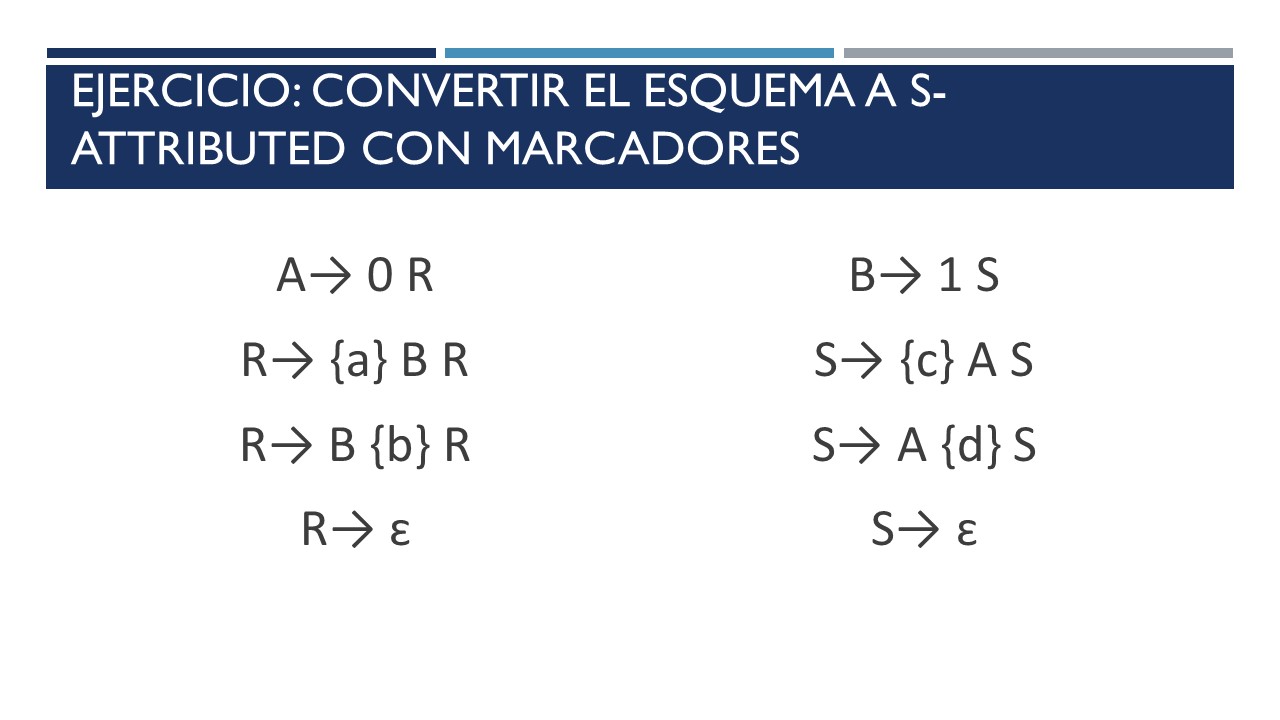 EJERCICIO: CONVERTIR EL ESQUEMA A S-
ATTRIBUTED CON MARCADORES
A→ 0 R
R→ {a} B R
R→ B {b} R
R→ ε
B→ 1 S
S→ {c} A S
S→ A {d} S
S→ ε